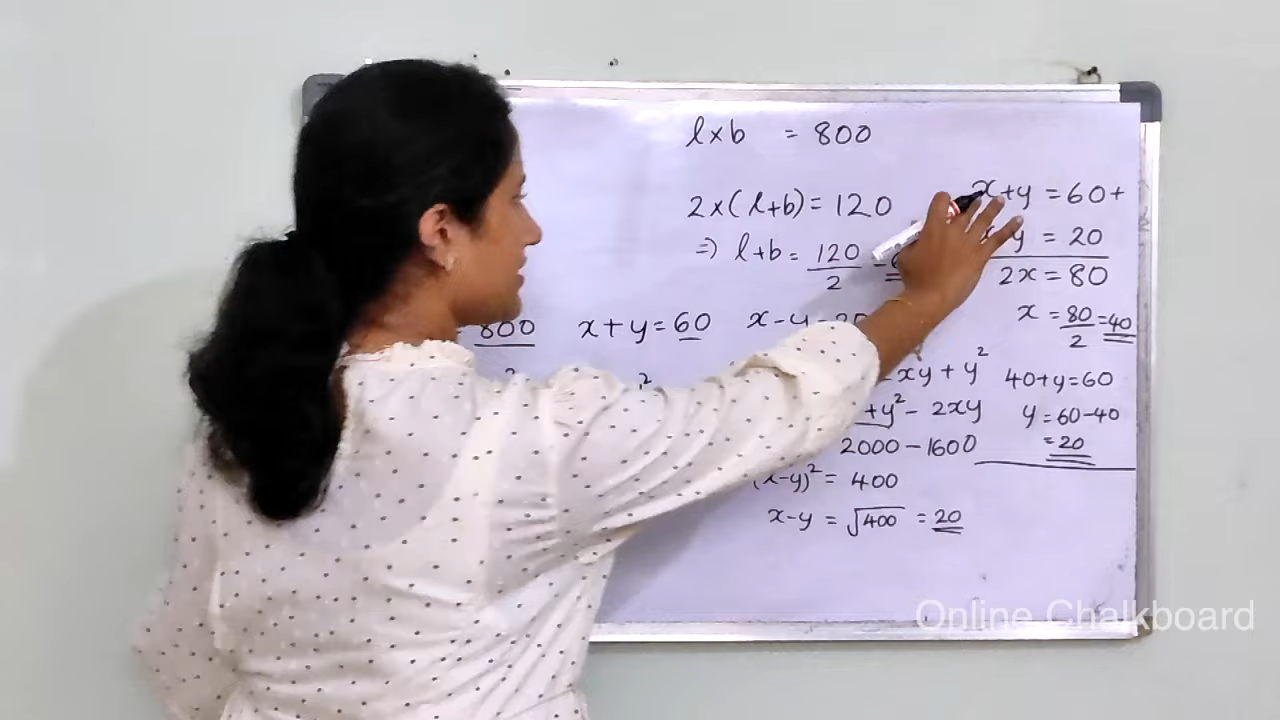 l×b = 800
2×(l+b) = 120
⇒ l+b = 120/2 =
= 800 x+y = 60 x-y = 20
xy + y²
+y² - 2xy
2000 - 1600
(x-y)² = 400
x-y = √400 = 20
x+y = 60+
y = 20
2x = 80
x = 80/2 = 40
40+y=60
y = 60-40
= 20
Online Chalkboard